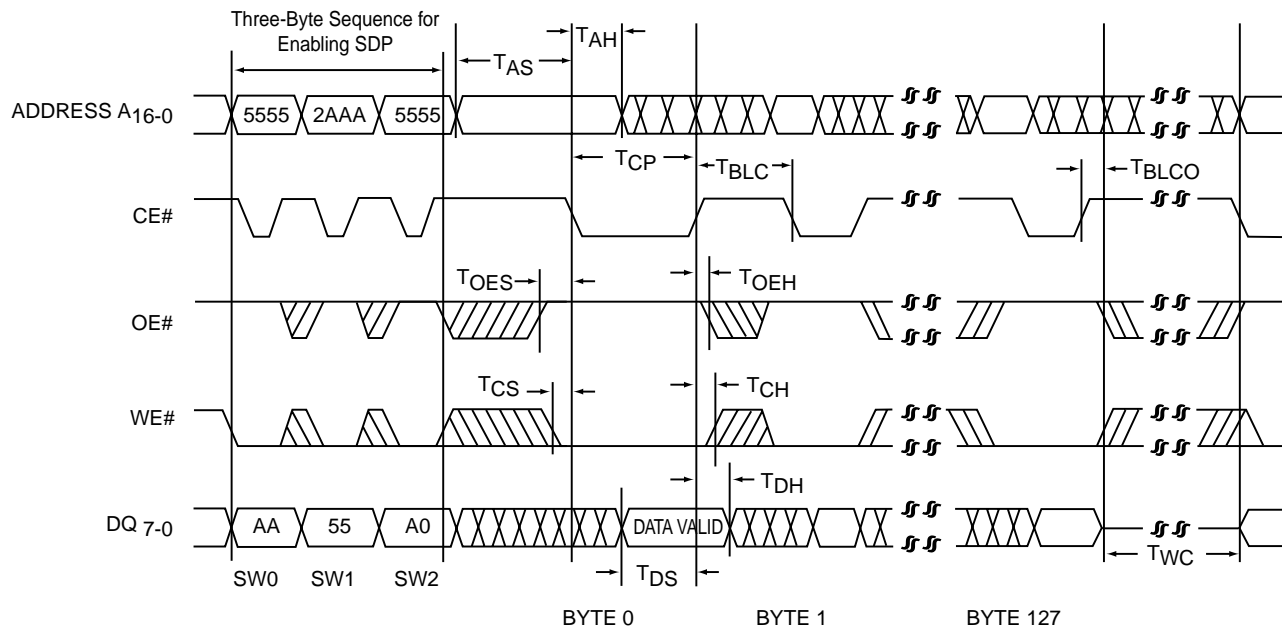 Three-Byte Sequence for
Enabling SDP
TAH
TAS
ADDRESS A16-0
5555 2AAA 5555
TCP
TBLC
TBLCO
CE#
TOES
TOEH
OE#
TCS
TCH
WE#
TDH
DQ 7-0
AA 55 A0
DATA VALID
SW0 SW1 SW2
TDS
TWC
BYTE 0 BYTE 1 BYTE 127